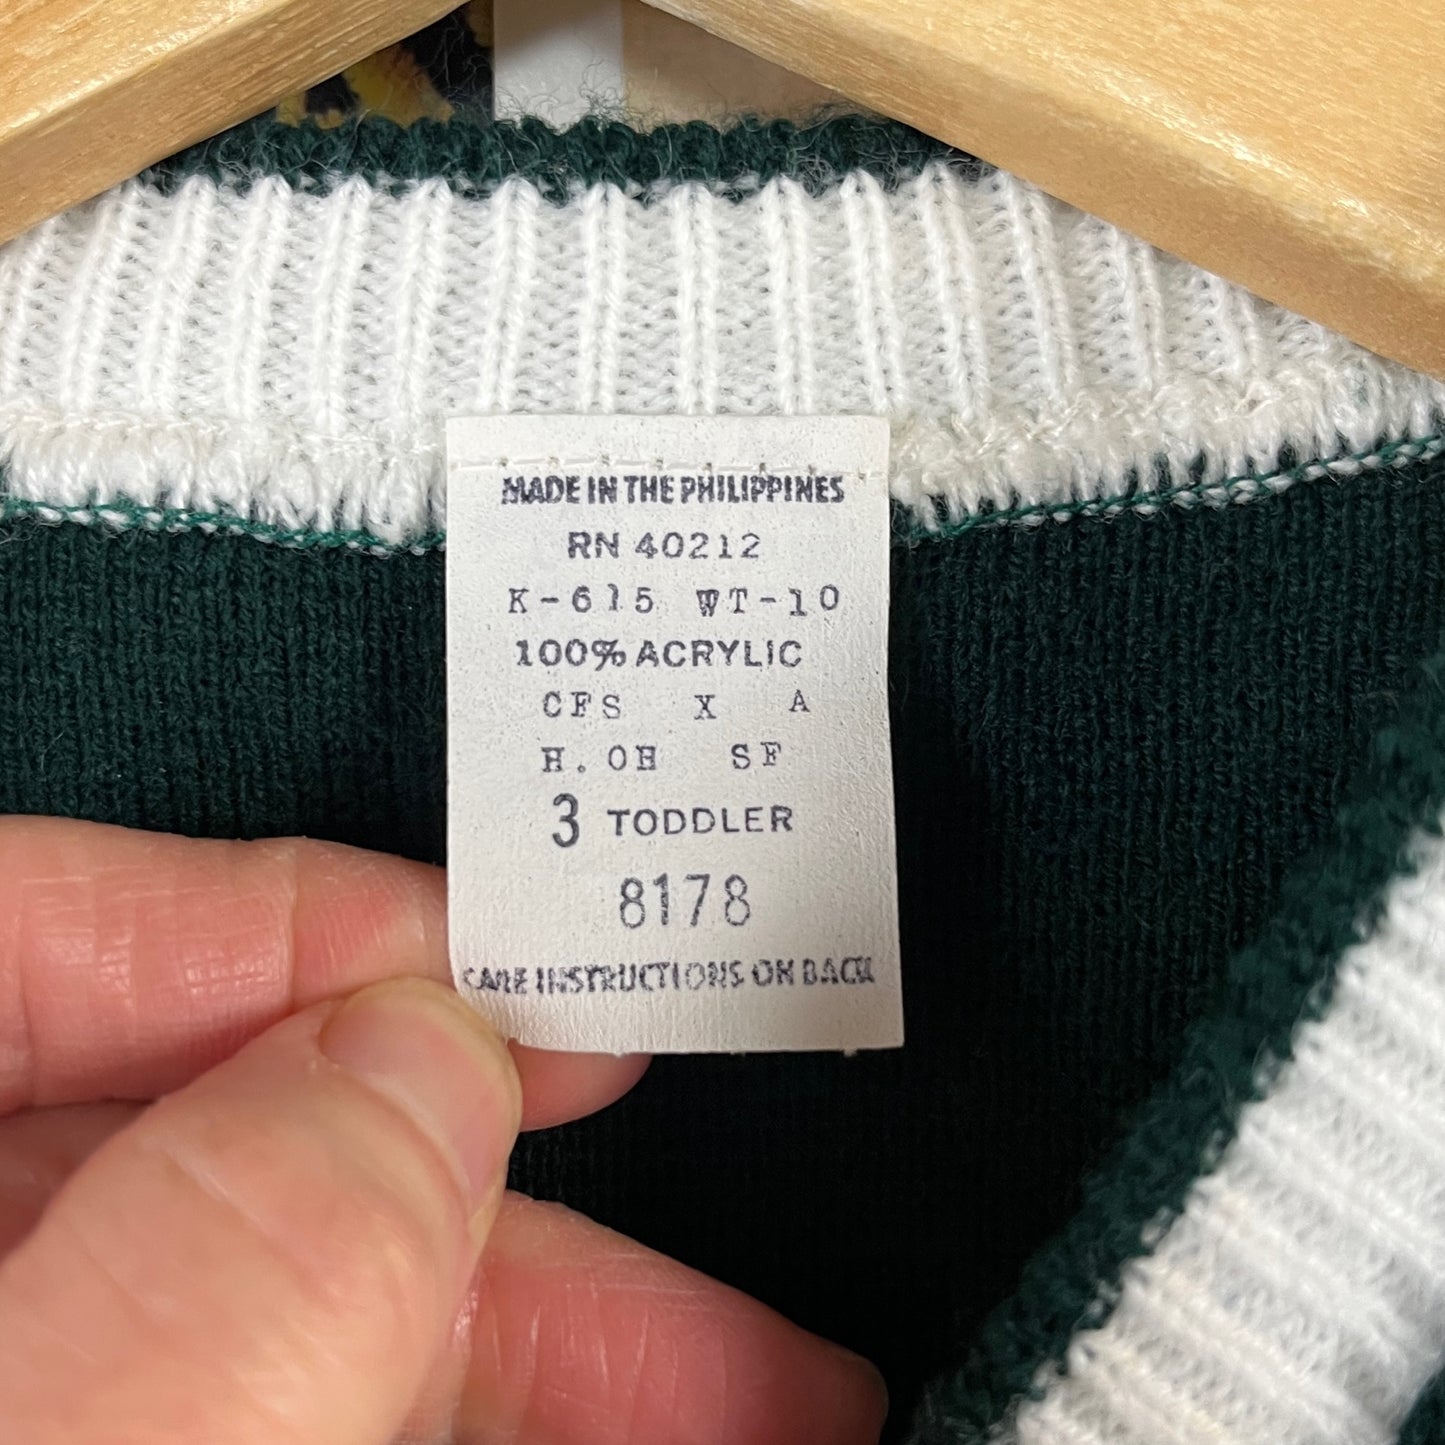 MADE IN THE PHILIPPINES
RN 40212
K-615 WT-10
100% ACRYLIC
CFS X A
H. OH SF
3 TODDLER
8178
CARE INSTRUCTIONS ON BACK